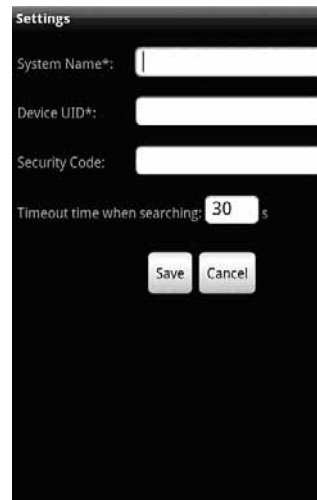 Settings
System Name*:
Device UID*:
Security Code:
Timeout time when searching: 30 s
Save Cancel